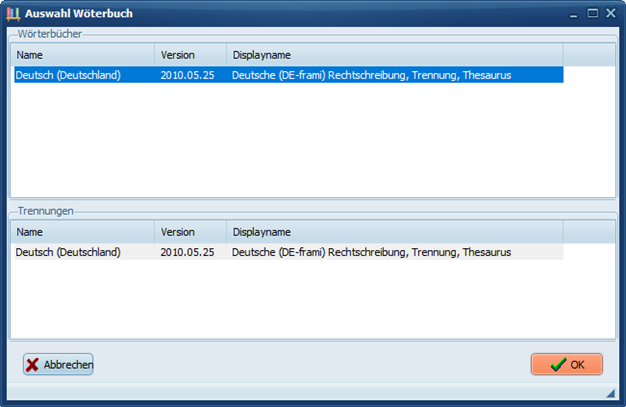 Auswahl Wöterbuch
Wörterbücher
Name Version Displayname
Deutsch (Deutschland) 2010.05.25 Deutsche (DE-frami) Rechtschreibung, Trennung, Thesaurus
Trennungen
Name Version Displayname
Deutsch (Deutschland) 2010.05.25 Deutsche (DE-frami) Rechtschreibung, Trennung, Thesaurus
Abbrechen OK